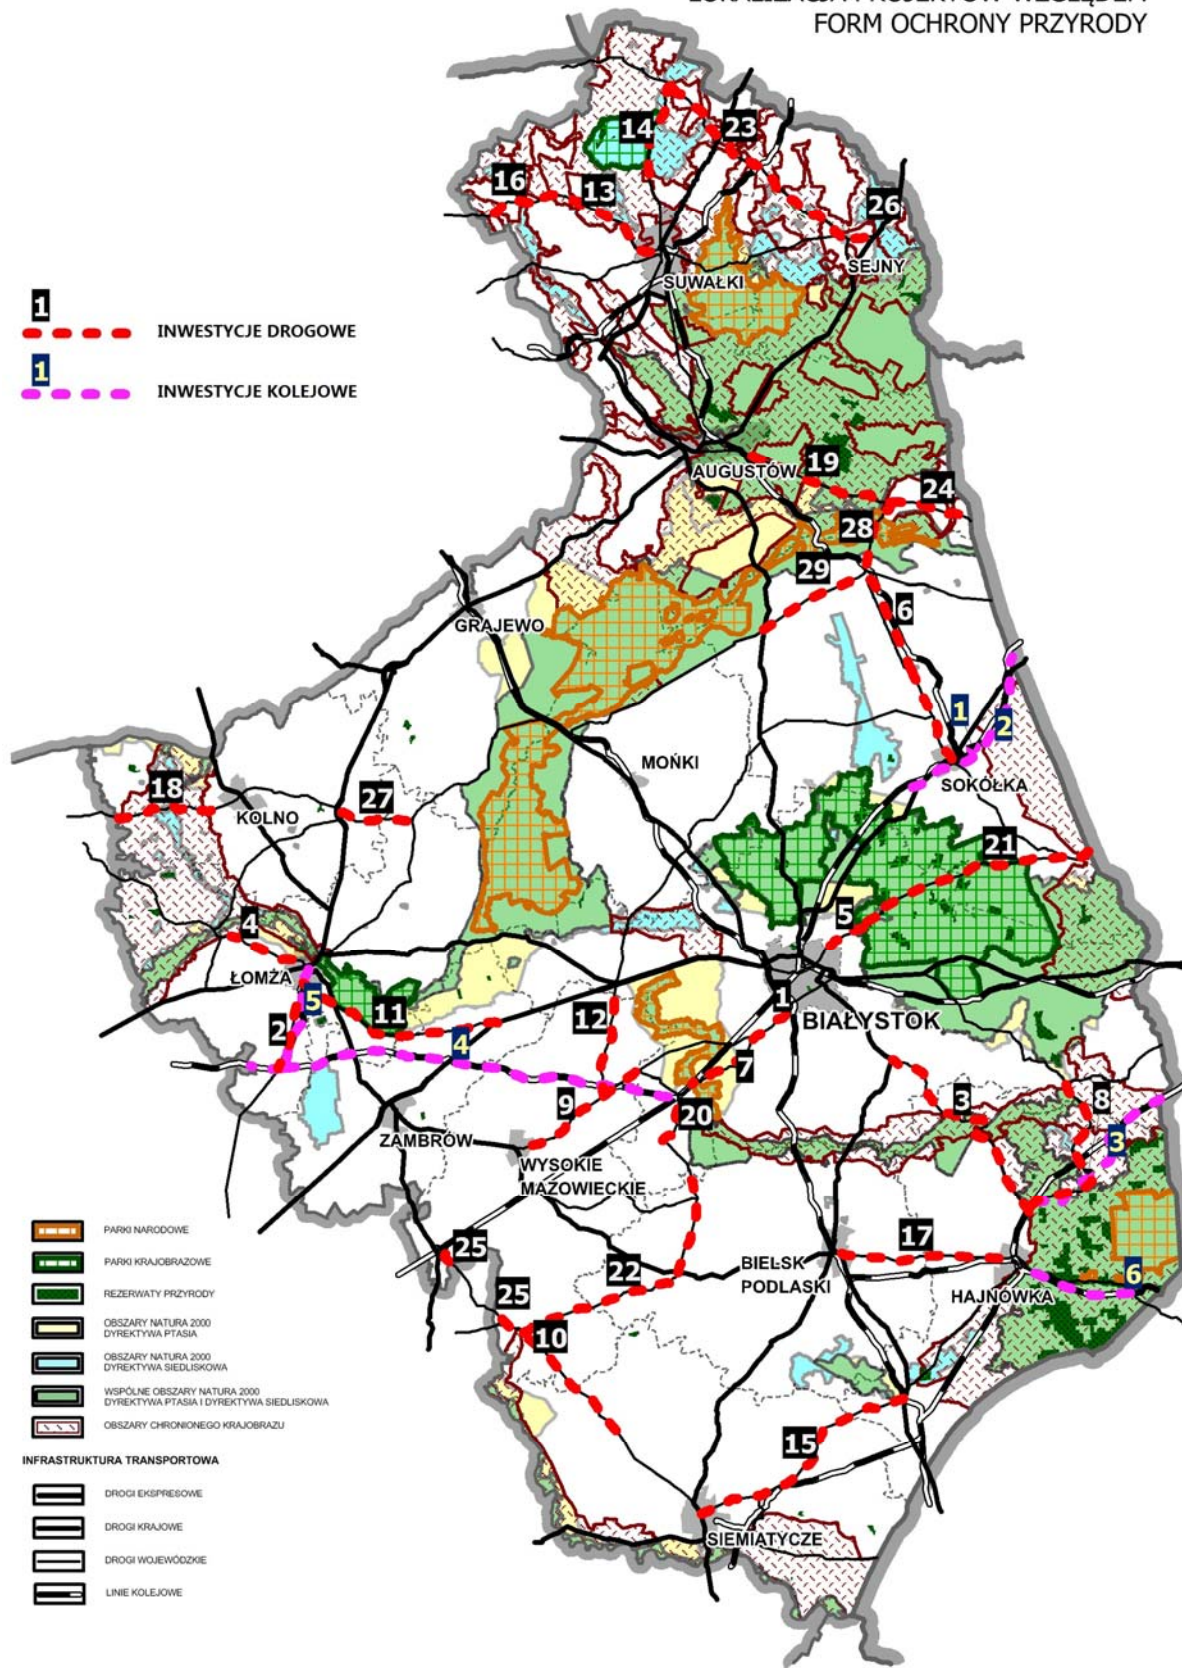 LOKALIZACJA PROJEKTÓW WZGLĘDEM
FORM OCHRONY PRZYRODY
14
23
16
13
26
SEJNY
SUWAŁKI
1
INWESTYCJE DROGOWE
1
INWESTYCJE KOLEJOWE
AUGUSTÓW
19
24
28
29
6
GRAJEWO
1
2
MOŃKI
SOKÓŁKA
18
KOLNO
27
21
4
5
ŁOMŻA
5
11
12
1
BIAŁYSTOK
2
4
7
9
20
3
8
3
ZAMBRÓW
WYSOKIE
MAZOWIECKIE
25
22
BIELSK
PODLASKI
17
6
HAJNÓWKA
25
10
15
SIEMIATYCZE
PARKI NARODOWE
PARKI KRAJOBRAZOWE
REZERWATY PRZYRODY
OBSZARY NATURA 2000
DYREKTYWA PTASIA
OBSZARY NATURA 2000
DYREKTYWA SIEDLISKOWA
WSPÓLNE OBSZARY NATURA 2000
DYREKTYWA PTASIA I DYREKTYWA SIEDLISKOWA
OBSZARY CHRONIONEGO KRAJOBRAZU
INFRASTRUKTURA TRANSPORTOWA
DROGI EKSPRESOWE
DROGI KRAJOWE
DROGI WOJEWÓDZKIE
LINIE KOLEJOWE